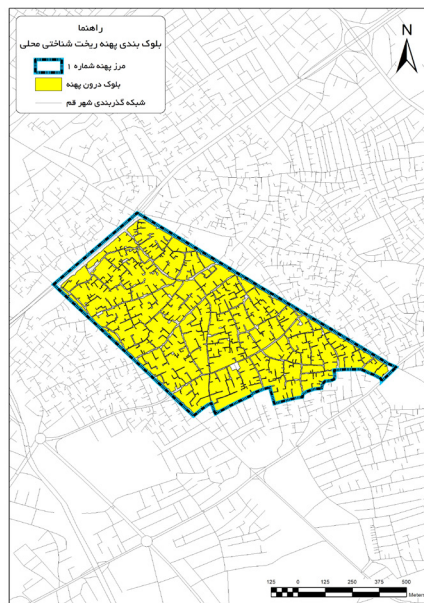 راهنما
بلوک بندی پهنه ریخت شناختی محلی
مرز پهنه شماره ۱
بلوک درون پهنه
شبکه گذربندی شهر قم
N
125 0 125 250 375 500
Meters